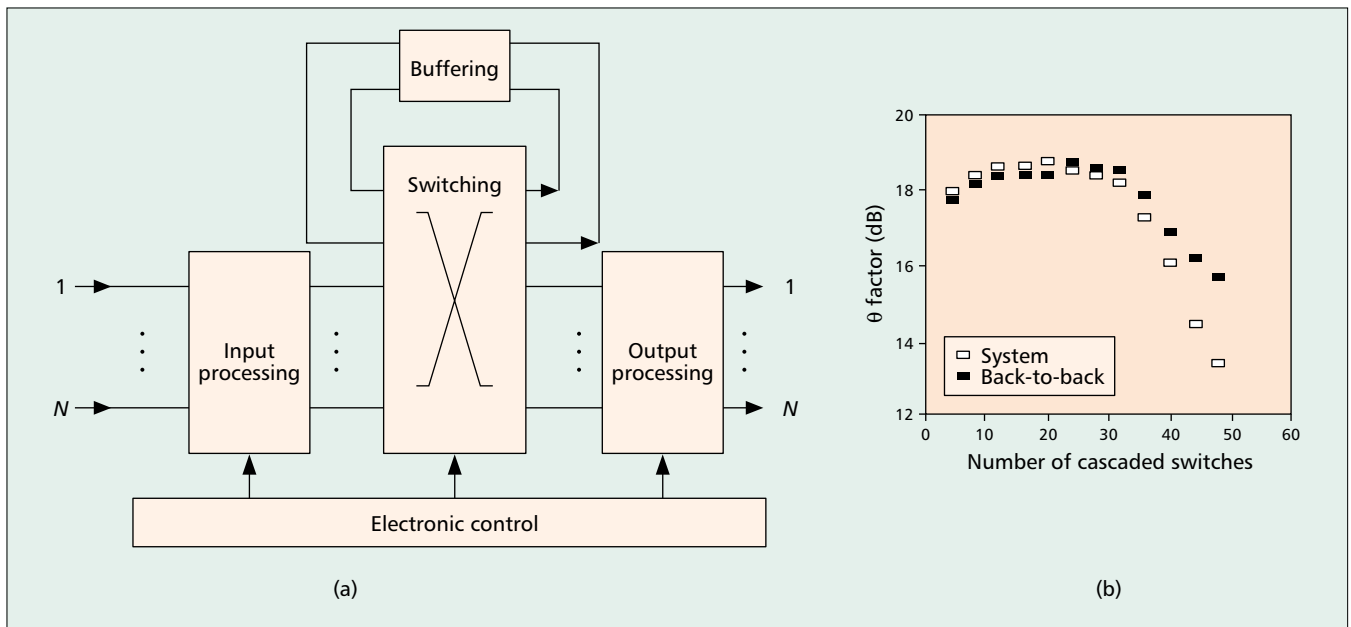 Buffering
Switching
1
1
Input
processing
Output
processing
N
N
Electronic control
(a)
20
18
16
14
12
θ factor (dB)
System
Back-to-back
0 10 20 30 40 50 60
Number of cascaded switches
(b)